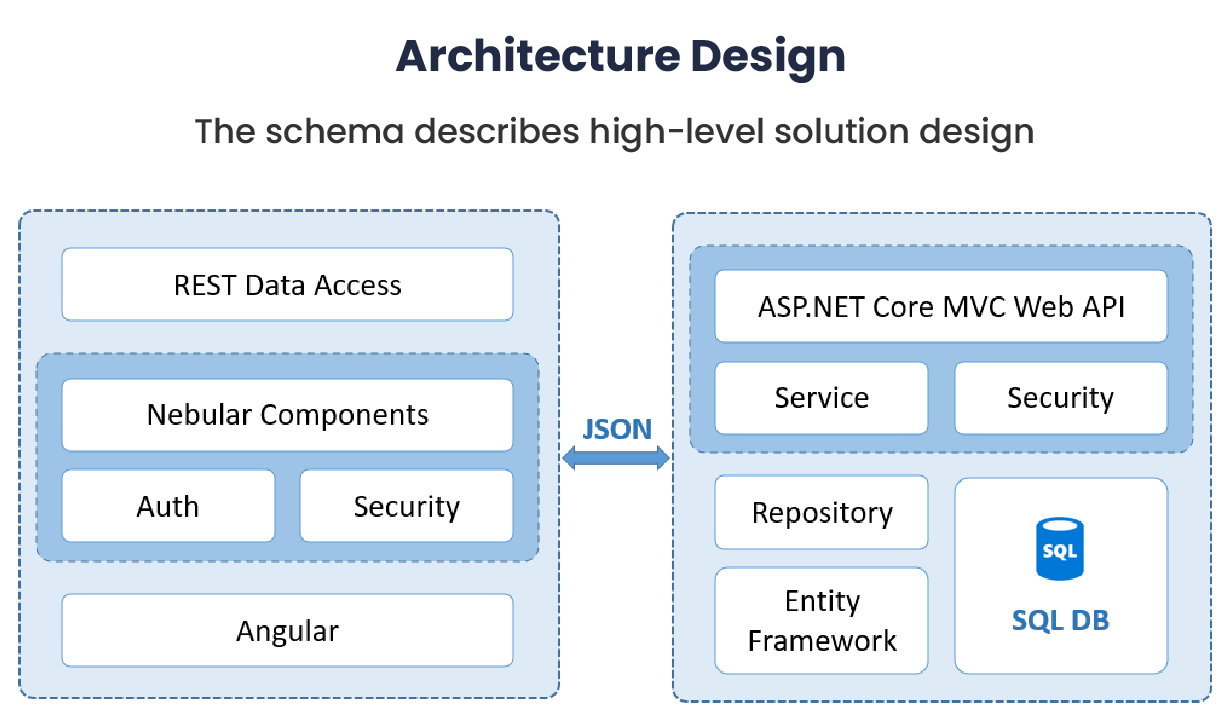 Architecture Design
The schema describes high-level solution design
REST Data Access
Nebular Components
Auth
Security
Angular
JSON
ASP.NET Core MVC Web API
Service
Security
Repository
Entity
Framework
SQL
SQL DB